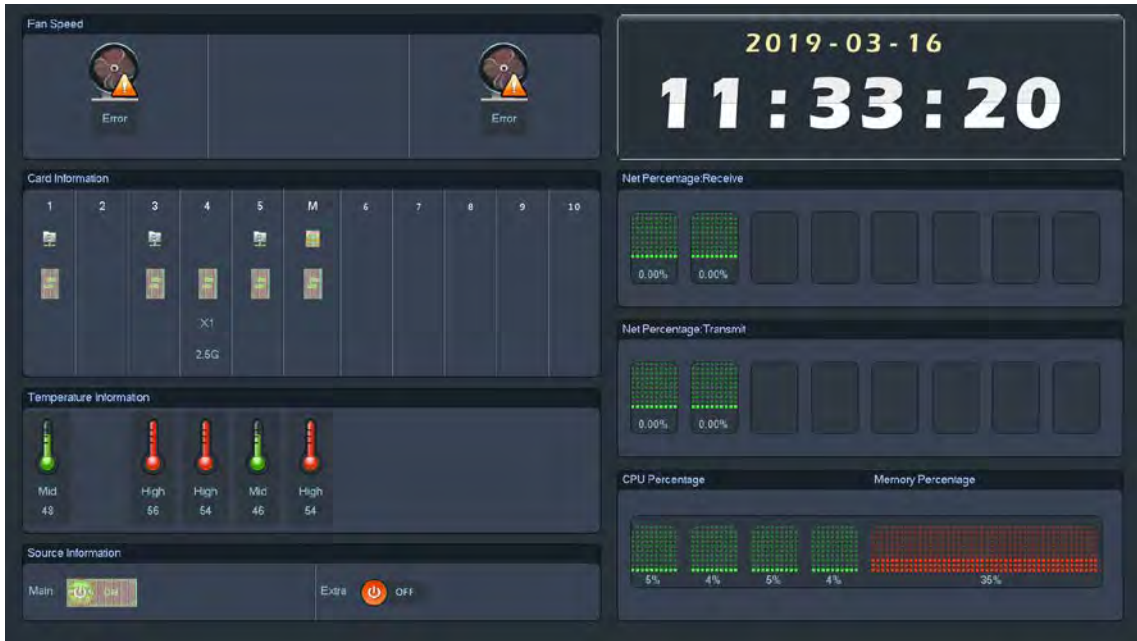 Fan Speed
Error
Error
2019-03-16
11:33:20
Card Information
1 2 3 4 5 M 6 7 8 9 10
X1
2.5G
Net Percentage:Receive
0.00% 0.00%
Net Percentage:Transmit
0.00% 0.00%
Temperature Information
Mid High High Mid High
43 56 54 46 54
CPU Percentage Memory Percentage
5% 4% 5% 4% 35%
Source Information
Main ON Extra OFF